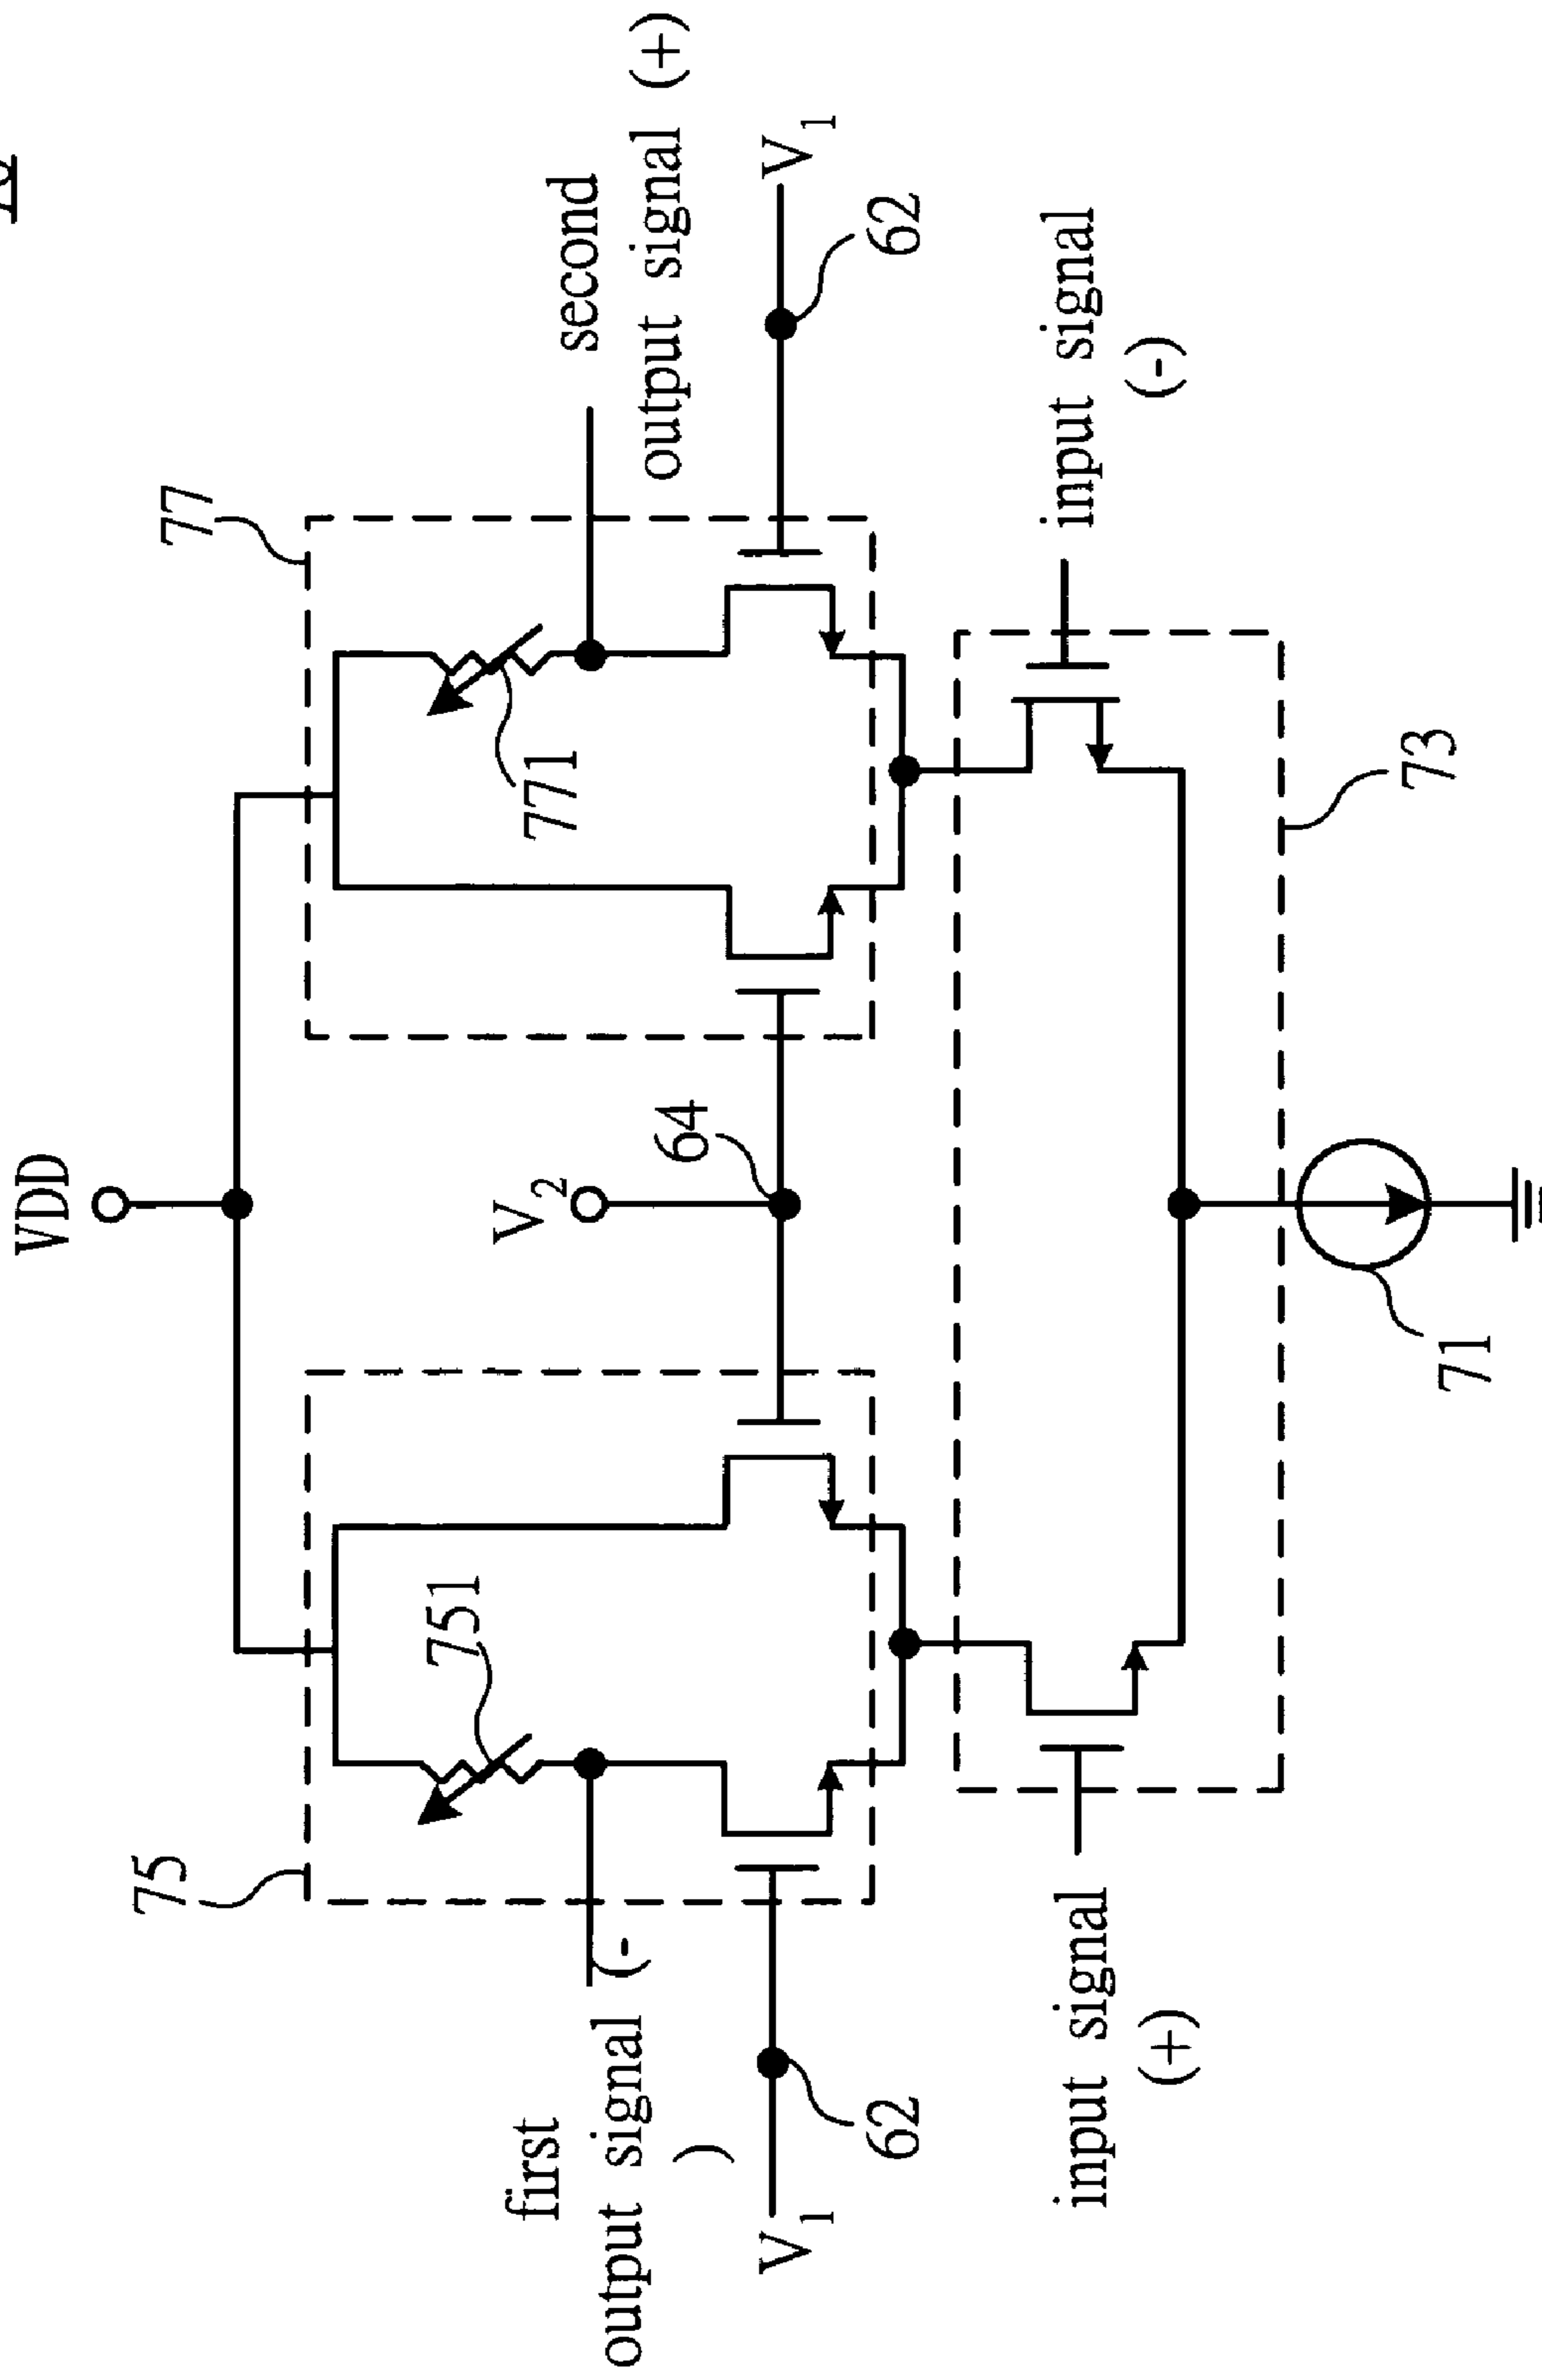 VDD
75
77
751
771
V2
64
first
output signal (-
)
second
output signal (+)
V1
62
V1
62
input signal
(+)
input signal
(-)
73
71